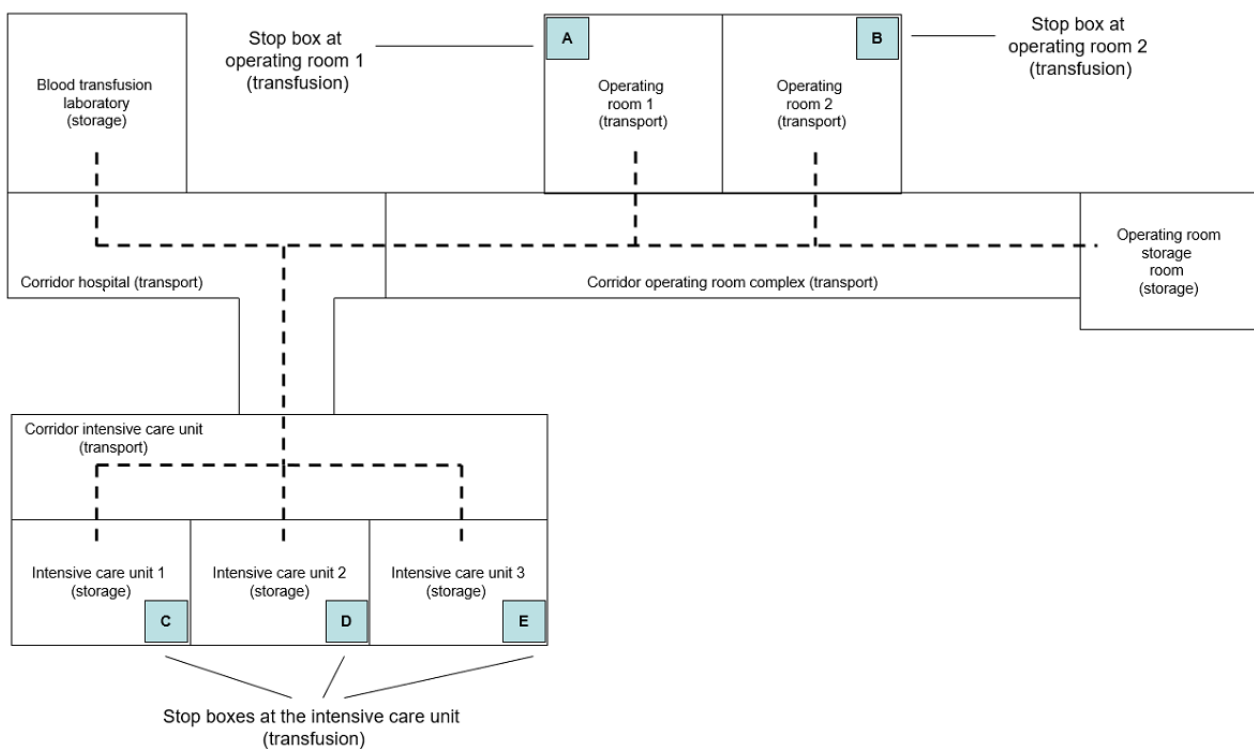 Stop box at
operating room 1
(transfusion)
A
B
Stop box at
operating room 2
(transfusion)
Blood transfusion
laboratory
(storage)
Operating
room 1
(transport)
Operating
room 2
(transport)
Operating room
storage
room
(storage)
Corridor hospital (transport)
Corridor operating room complex (transport)
Corridor intensive care unit
(transport)
Intensive care unit 1
(storage)
Intensive care unit 2
(storage)
Intensive care unit 3
(storage)
C
D
E
Stop boxes at the intensive care unit
(transfusion)